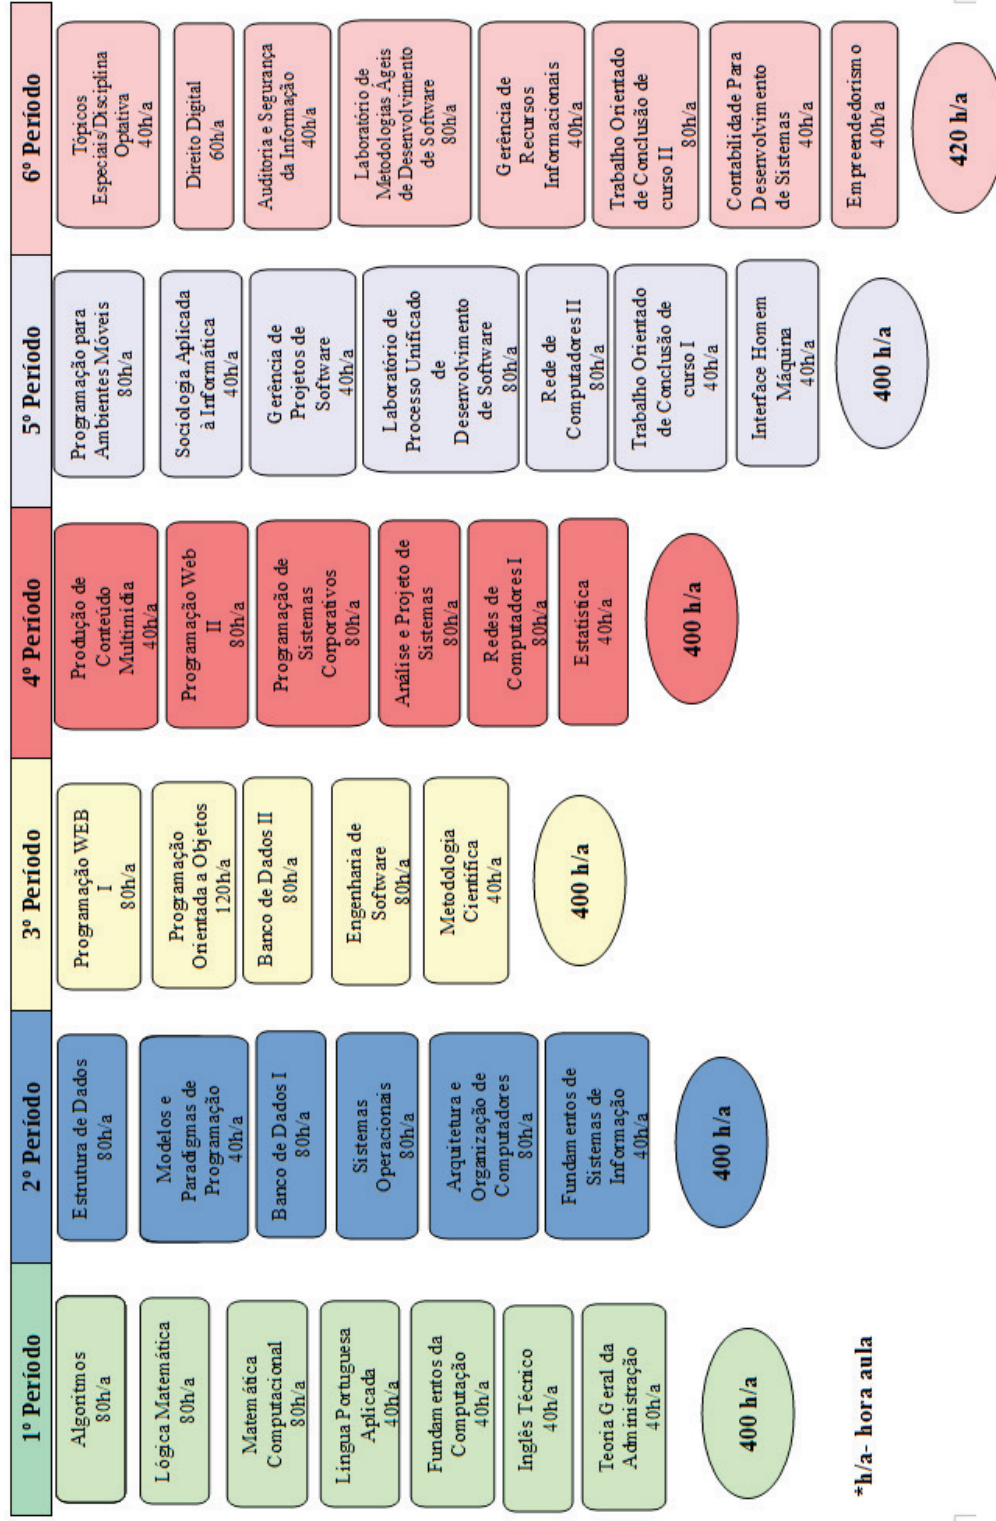 1º Período
Algoritmos
80h/a
Lógica Matemática
80h/a
Matemática
Computacional
80h/a
Lingua Portuguesa
Aplicada
40h/a
Fundamentos da
Computação
40h/a
Inglês Técnico
40h/a
Teoria Geral da
Administração
40h/a
400 h/a
2º Período
Estrutura de Dados
80h/a
Modelos e
Paradigmas de
Programação
40h/a
Banco de Dados I
80h/a
Sistemas
Operacionais
80h/a
Arquitetura e
Organização de
Computadores
80h/a
Fundamentos de
Sistemas de
Informação
40h/a
400 h/a
3º Período
Programação WEB
I
80h/a
Programação
Orientada a Objetos
120h/a
Banco de Dados II
80h/a
Engenharia de
Software
80h/a
Metodologia
Científica
40h/a
400 h/a
4º Período
Produção de
Conteúdo
Multimidia
40h/a
Programação Web
II
80h/a
Programação de
Sistemas
Corporativos
80h/a
Análise e Projeto de
Sistemas
80h/a
Redes de
Computadores I
80h/a
Estatística
40h/a
400 h/a
5º Período
Programação para
Ambientes Móveis
80h/a
Sociologia Aplicada
à Informática
40h/a
Gerência de
Projetos de
Software
40h/a
Laboratório de
Processo Unificado
de
Desenvolvimento
de Software
80h/a
Rede de
Computadores II
80h/a
Trabalho Orientado
de Conclusão de
curso I
40h/a
Interface Homem
Máquina
40h/a
400 h/a
6º Período
Tópicos
Especiais/Disciplina
Optativa
40h/a
Direito Digital
60h/a
Auditoria e Segurança
da Informação
40h/a
Laboratório de
Metodologias Ágeis
de Desenvolvimento
de Software
80h/a
Gerência de
Recursos
Informacionais
40h/a
Trabalho Orientado
de Conclusão de
curso II
80h/a
Contabilidade Para
Desenvolvimento
de Sistemas
40h/a
Empreendedorismo
40h/a
420 h/a
*h/a- hora aula